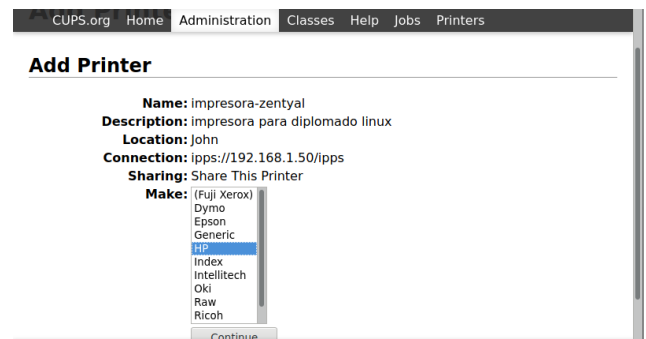 CUPS.org Home Administration Classes Help Jobs Printers
Add Printer
Name: impresora-zentyal
Description: impresora para diplomado linux
Location: John
Connection: ipps://192.168.1.50/ipps
Sharing: Share This Printer
Make: (Fuji Xerox)
Dymo
Epson
Generic
HP
Index
Intellitech
Oki
Raw
Ricoh
Continue